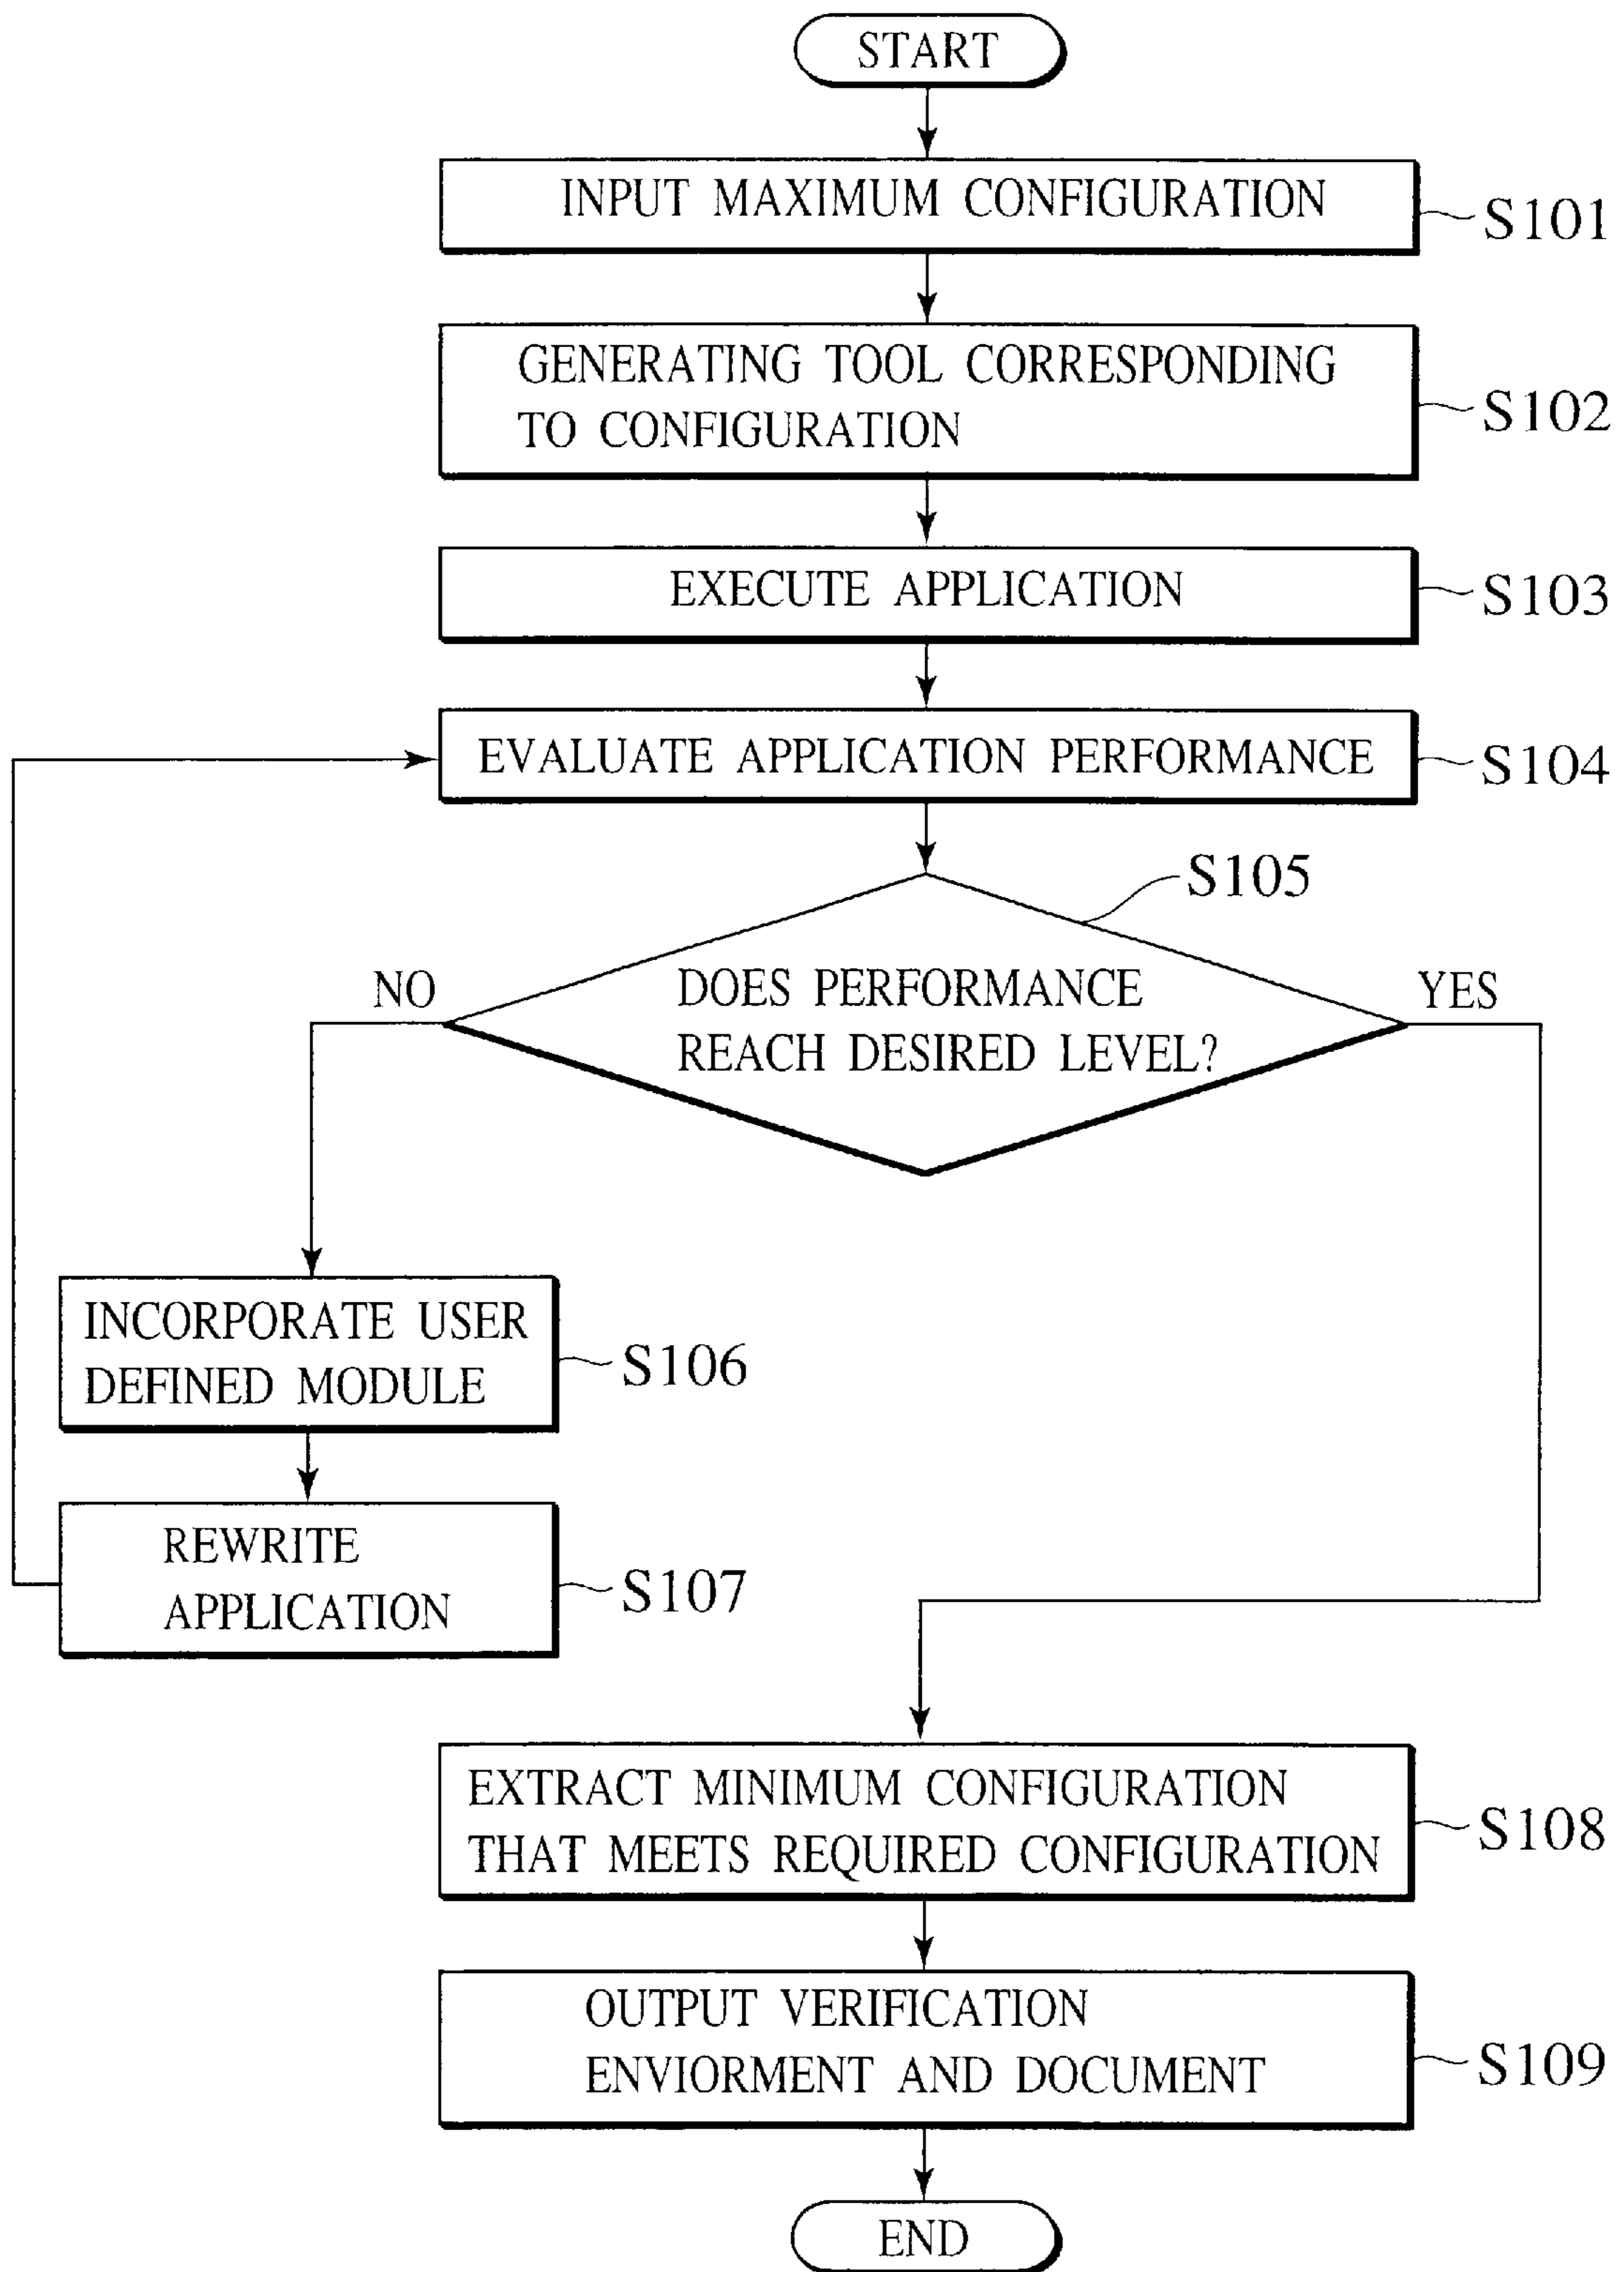 START
INPUT MAXIMUM CONFIGURATION
S101
GENERATING TOOL CORRESPONDING
TO CONFIGURATION
S102
EXECUTE APPLICATION
S103
EVALUATE APPLICATION PERFORMANCE
S104
S105
NO
DOES PERFORMANCE
REACH DESIRED LEVEL?
YES
INCORPORATE USER
DEFINED MODULE
S106
REWRITE
APPLICATION
S107
EXTRACT MINIMUM CONFIGURATION
THAT MEETS REQUIRED CONFIGURATION
S108
OUTPUT VERIFICATION
ENVIORMENT AND DOCUMENT
S109
END